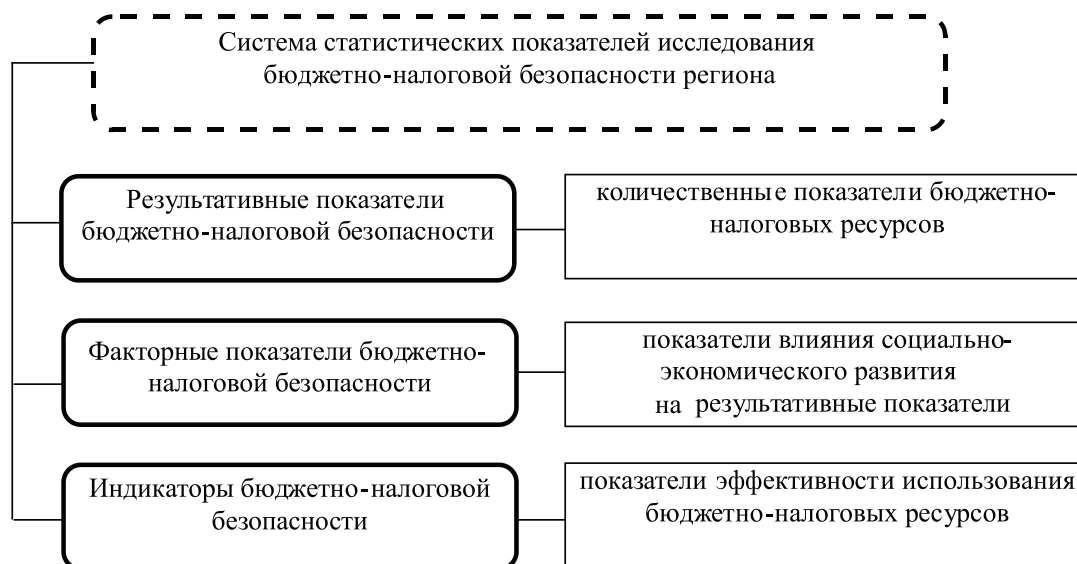 Система статистических показателей исследования
бюджетно-налоговой безопасности региона
Результативные показатели
бюджетно-налоговой безопасности
количественные показатели бюджетно-
налоговых ресурсов
Факторные показатели бюджетно-
налоговой безопасности
показатели влияния социально-
экономического развития
на результативные показатели
Индикаторы бюджетно-налоговой
безопасности
показатели эффективности использования
бюджетно-налоговых ресурсов